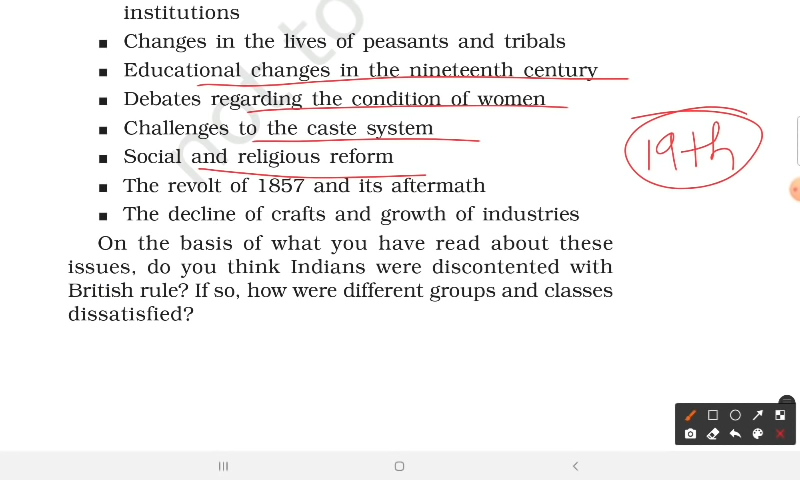 institutions
▪ Changes in the lives of peasants and tribals
▪ Educational changes in the nineteenth century
▪ Debates regarding the condition of women
▪ Challenges to the caste system
▪ Social and religious reform
▪ The revolt of 1857 and its aftermath
▪ The decline of crafts and growth of industries
On the basis of what you have read about these
issues, do you think Indians were discontented with
British rule? If so, how were different groups and classes
dissatisfied?
19th
not to